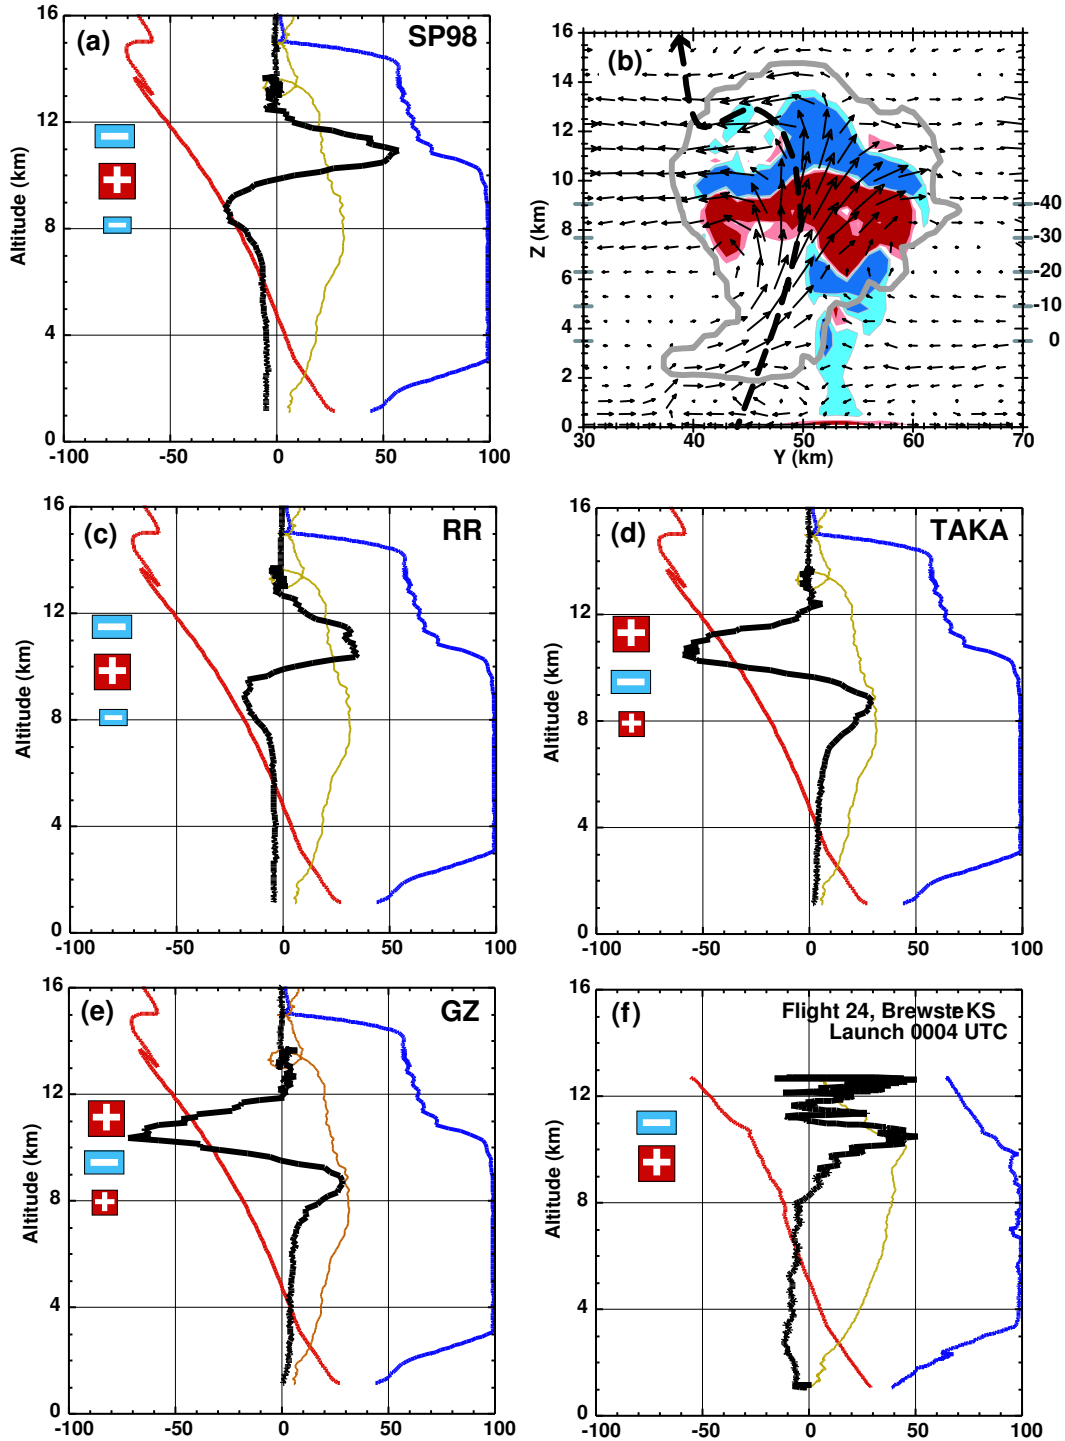 (a) SP98
16
12
8
4
0
Altitude (km)
-100 -50 0 50 100
(b)
16
14
12
10
8
6
4
2
0
Z (km)
-40
-30
-20
-10
0
30 40 50 60 70
Y (km)
(c) RR
16
12
8
4
0
Altitude (km)
-100 -50 0 50 100
(d) TAKA
16
12
8
4
0
Altitude (km)
-100 -50 0 50 100
(e) GZ
16
12
8
4
0
Altitude (km)
-100 -50 0 50 100
(f) Flight 24, Brewster KS
Launch 0004 UTC
16
12
8
4
0
Altitude (km)
-100 -50 0 50 100